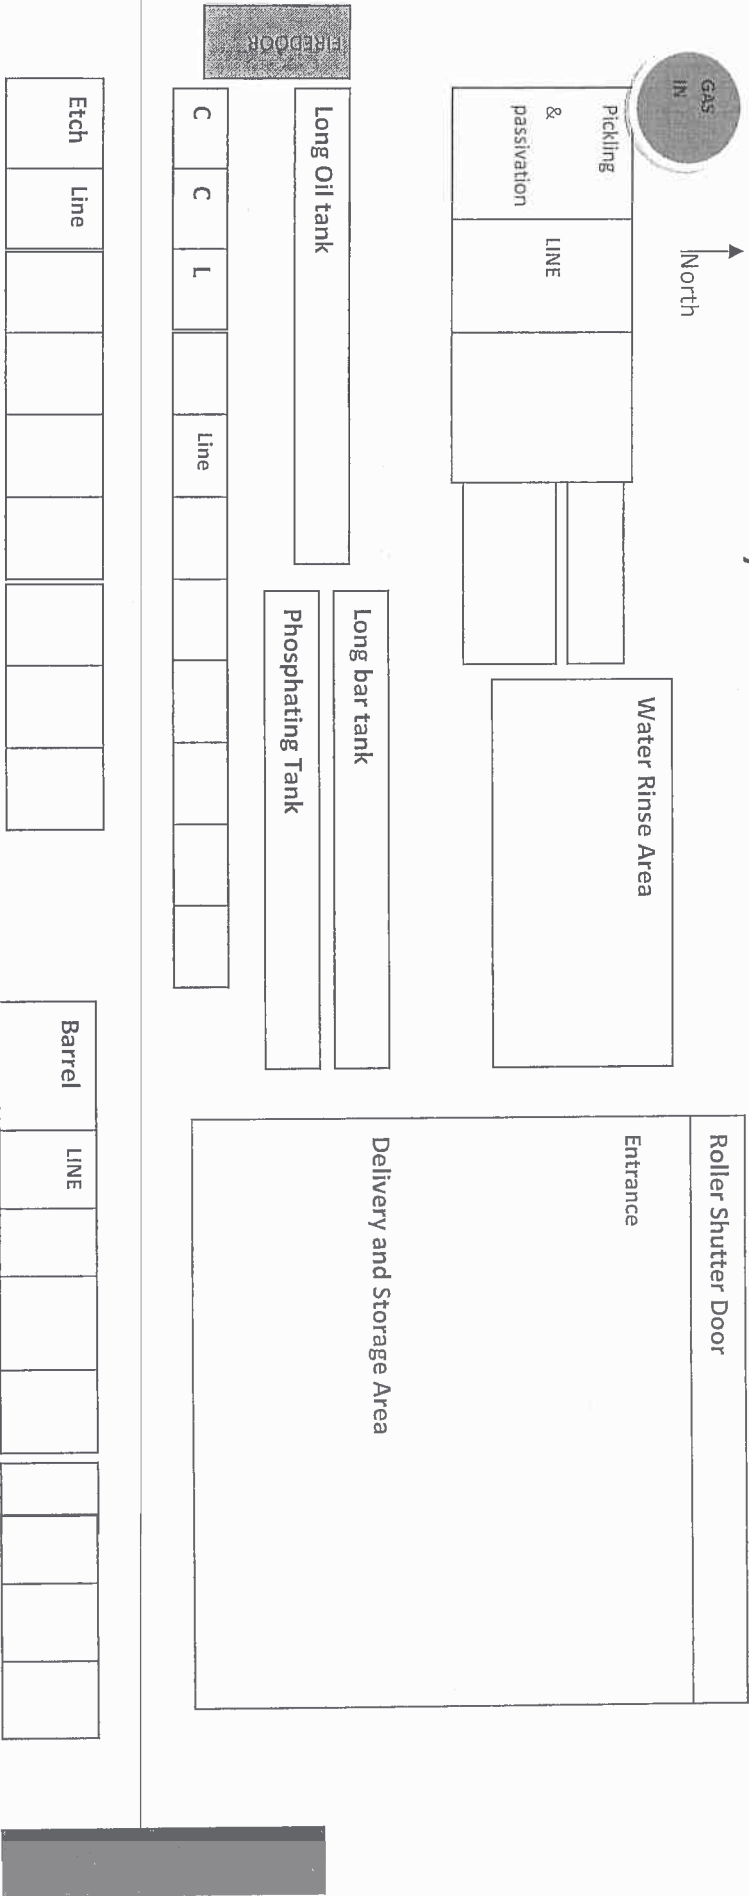 GAS
IN
North
Roller Shutter Door
Entrance
Delivery and Storage Area
Pickling
&
passivation
LINE
Water Rinse Area
FIREDOOR
Long Oil tank
Long bar tank
Phosphating Tank
C C L Line
Etch Line
Barrel LINE